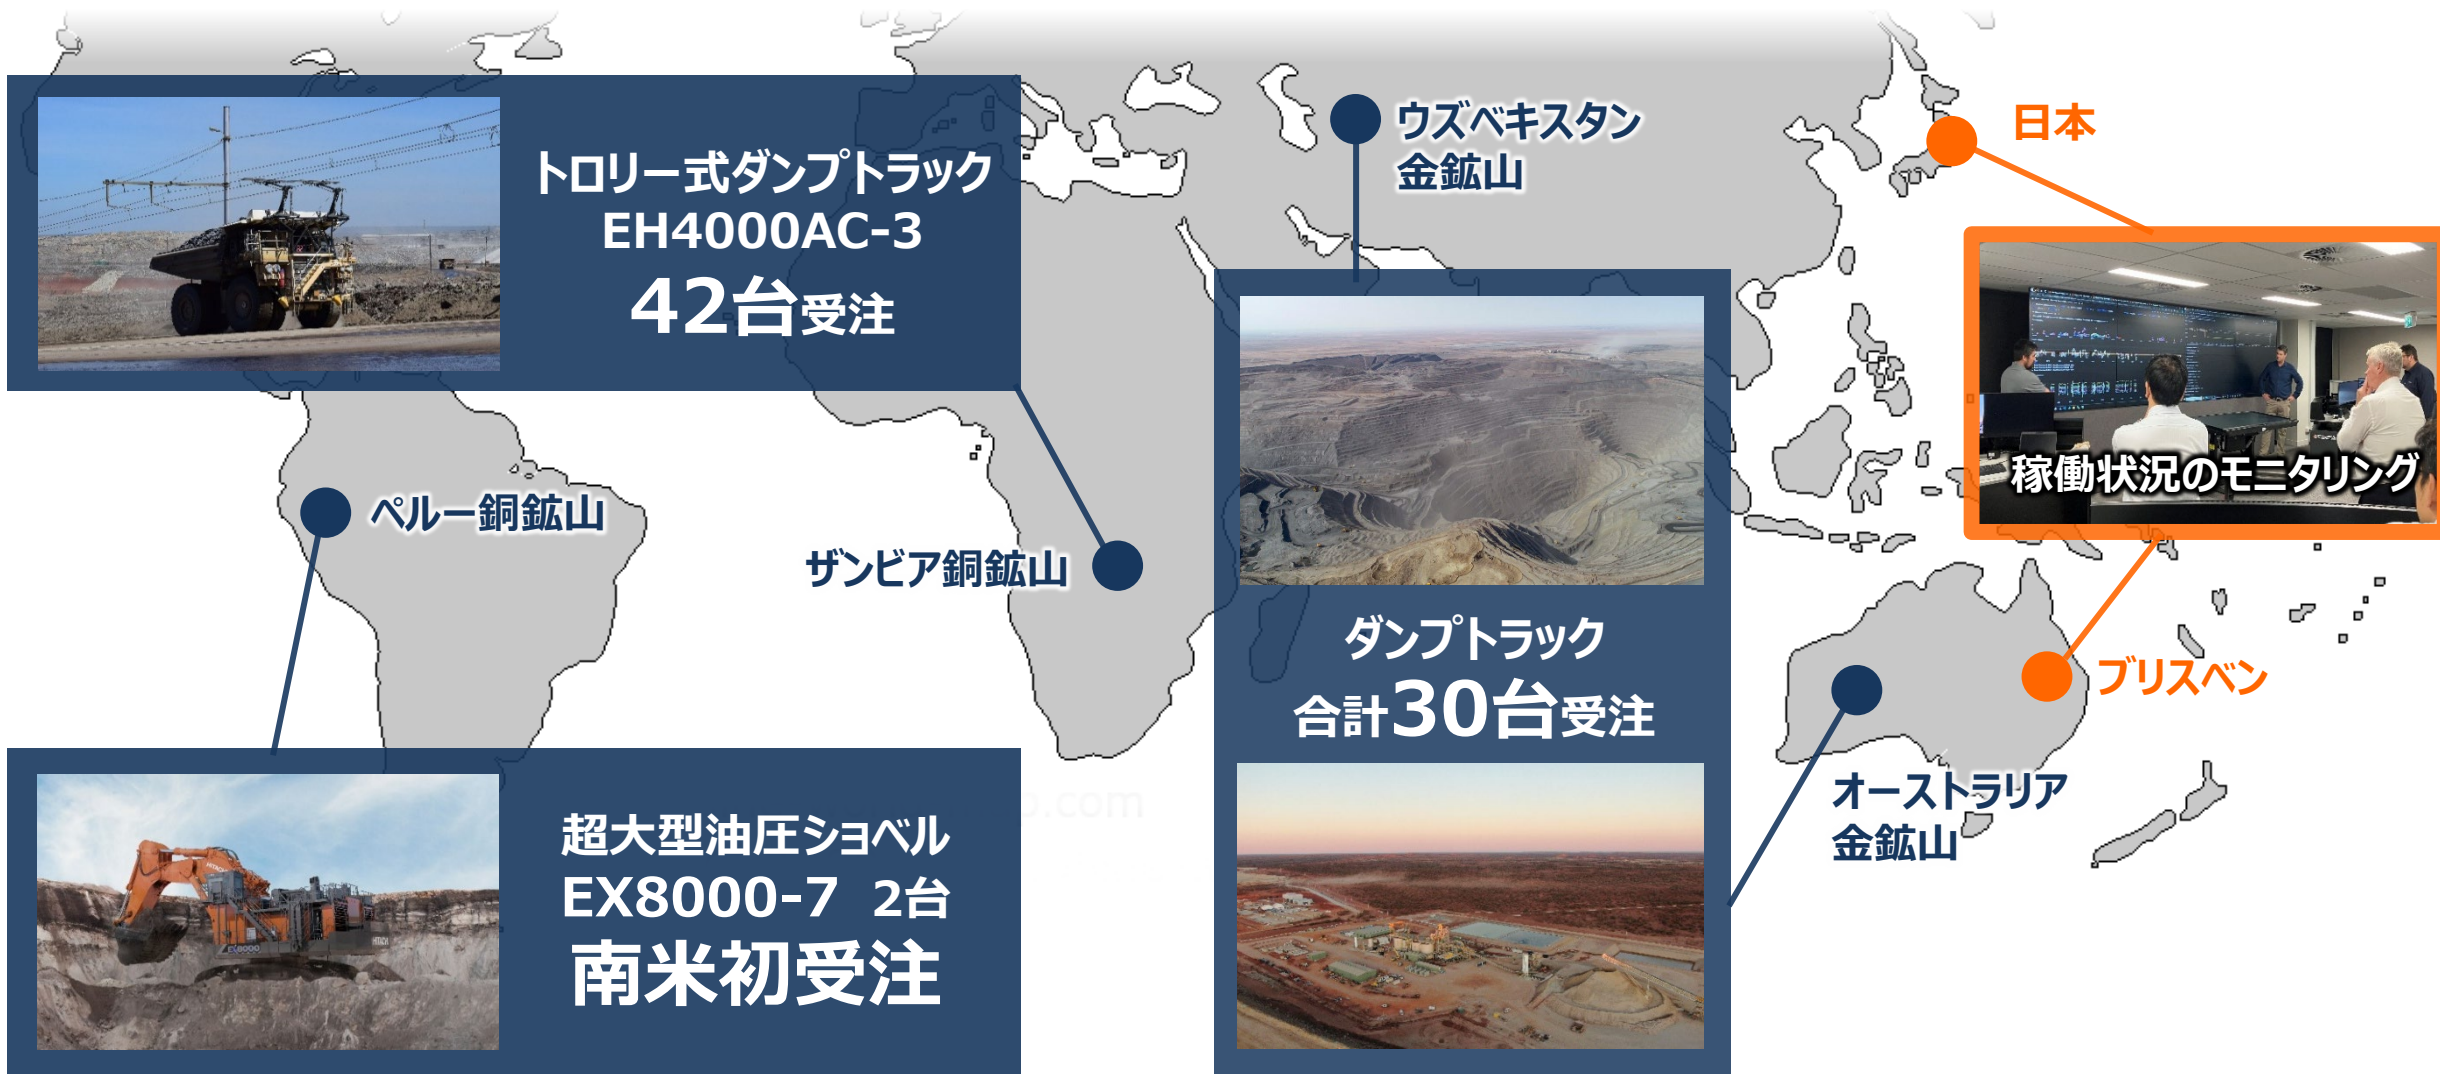 トロリー式ダンプトラック
EH4000AC-3
42台受注
ウズベキスタン
金鉱山
日本
稼働状況のモニタリング
ペルー銅鉱山
ザンビア銅鉱山
ダンプトラック
合計30台受注
ブリスベン
オーストラリア
金鉱山
超大型油圧ショベル
EX8000-7 2台
南米初受注
HITACHI
EX8000
HITACHI
.com